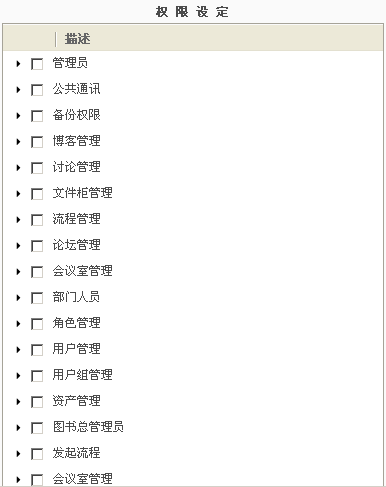 权 限 设 定
描述
管理员
公共通讯
备份权限
博客管理
讨论管理
文件柜管理
流程管理
论坛管理
会议室管理
部门人员
角色管理
用户管理
用户组管理
资产管理
图书总管理员
发起流程
会议室管理